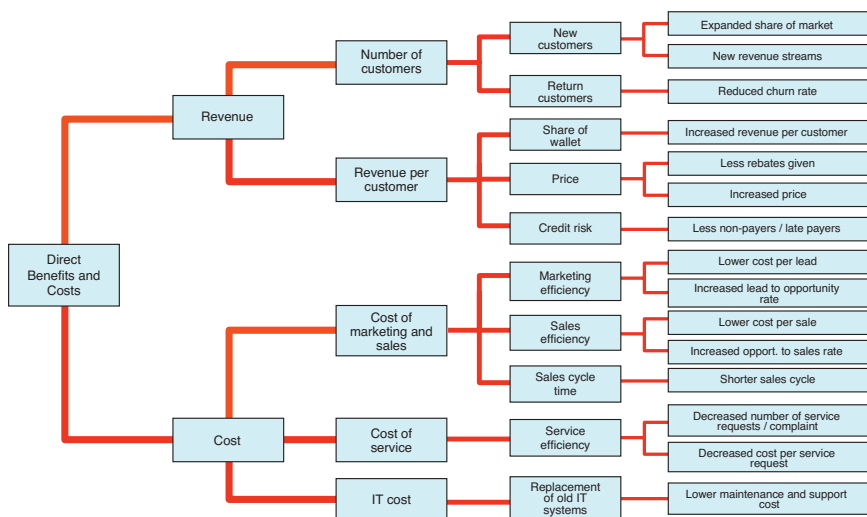 Direct
Benefits and
Costs
Revenue
Cost
Number of
customers
Revenue per
customer
Cost of
marketing and
sales
Cost of
service
IT cost
New
customers
Return
customers
Share of
wallet
Price
Credit risk
Marketing
efficiency
Sales
efficiency
Sales cycle
time
Service
efficiency
Replacement
of old IT
systems
Expanded share of market
New revenue streams
Reduced churn rate
Increased revenue per customer
Less rebates given
Increased price
Less non-payers / late payers
Lower cost per lead
Increased lead to opportunity
rate
Lower cost per sale
Increased opport. to sales rate
Shorter sales cycle
Decreased number of service
requests / complaint
Decreased cost per service
request
Lower maintenance and support
cost